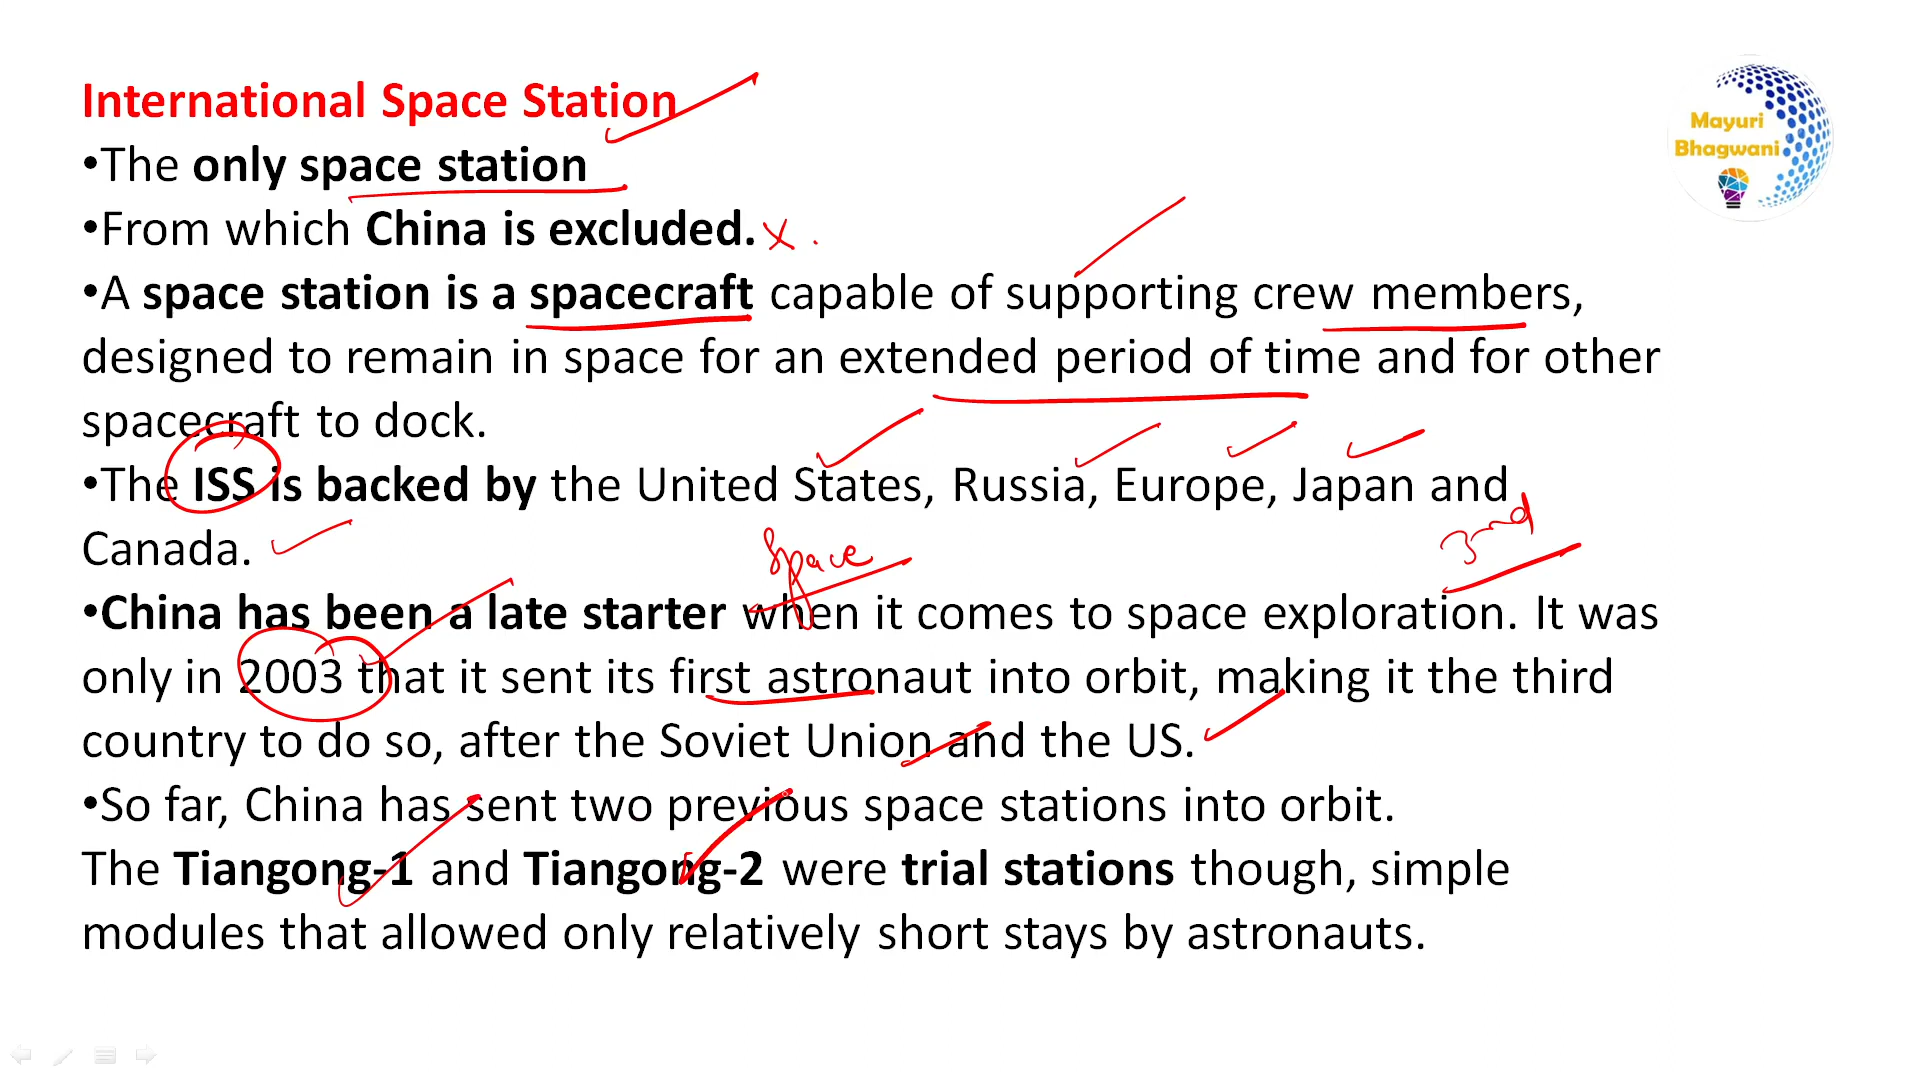 International Space Station
Mayuri
Bhagwani
•The only space station
•From which China is excluded. x .
•A space station is a spacecraft capable of supporting crew members,
designed to remain in space for an extended period of time and for other
spacecraft to dock.
•The ISS is backed by the United States, Russia, Europe, Japan and
Canada.
Space
3rd
•China has been a late starter when it comes to space exploration. It was
only in 2003 that it sent its first astronaut into orbit, making it the third
country to do so, after the Soviet Union and the US.
•So far, China has sent two previous space stations into orbit.
The Tiangong-1 and Tiangong-2 were trial stations though, simple
modules that allowed only relatively short stays by astronauts.